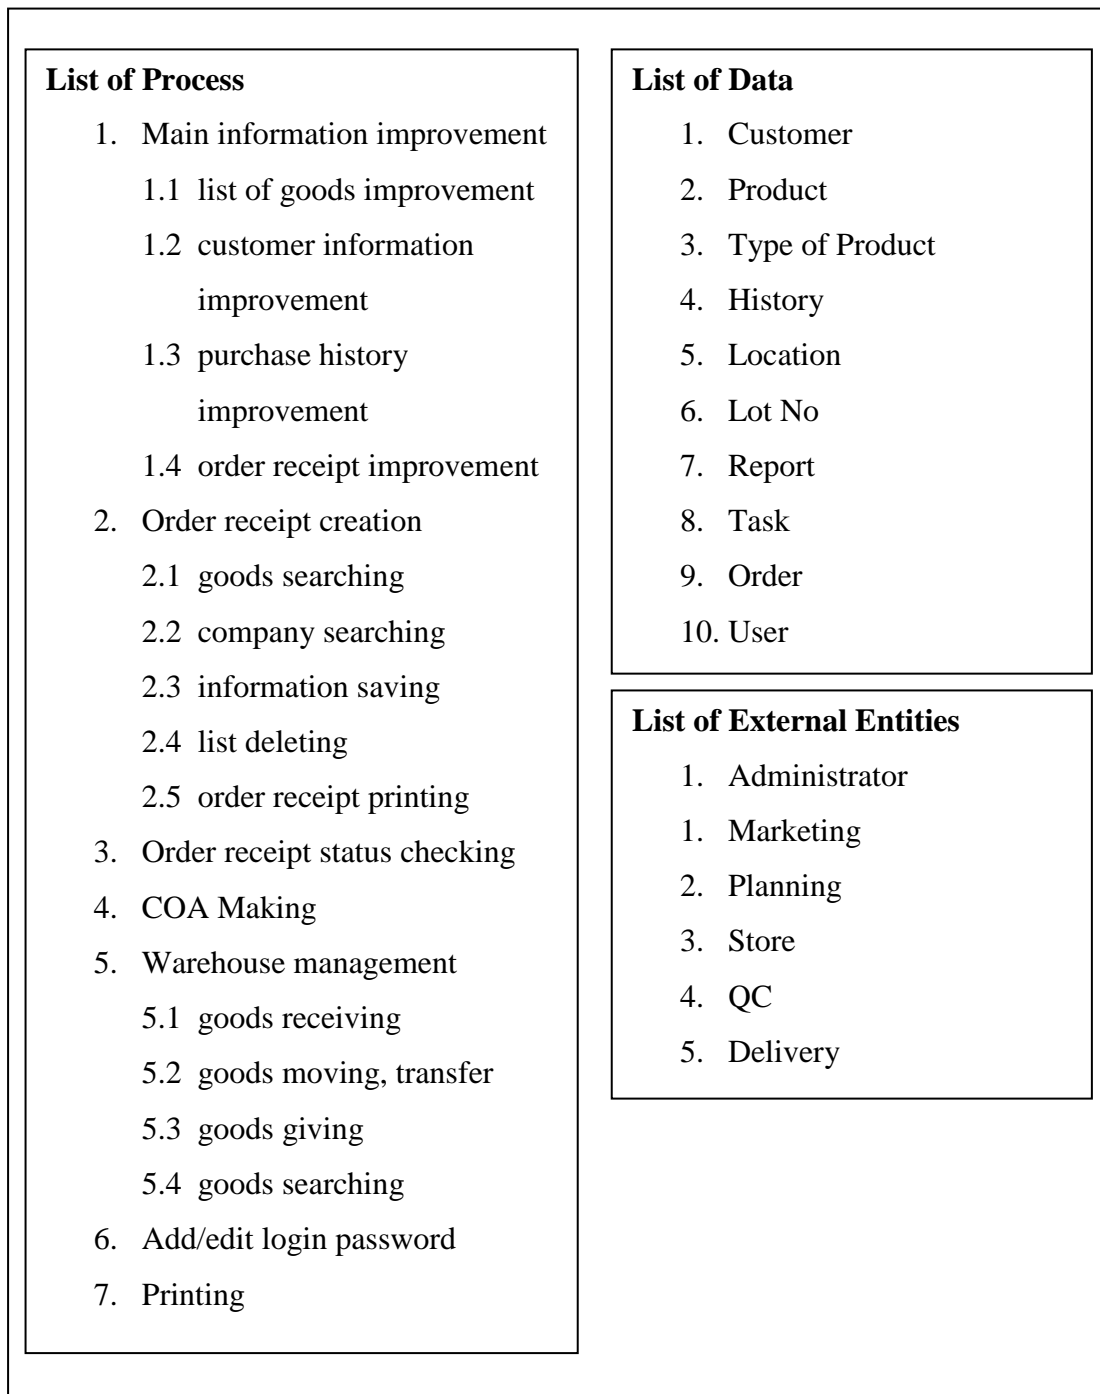 List of Process
1. Main information improvement
1.1 list of goods improvement
1.2 customer information
improvement
1.3 purchase history
improvement
1.4 order receipt improvement
2. Order receipt creation
2.1 goods searching
2.2 company searching
2.3 information saving
2.4 list deleting
2.5 order receipt printing
3. Order receipt status checking
4. COA Making
5. Warehouse management
5.1 goods receiving
5.2 goods moving, transfer
5.3 goods giving
5.4 goods searching
6. Add/edit login password
7. Printing
List of Data
1. Customer
2. Product
3. Type of Product
4. History
5. Location
6. Lot No
7. Report
8. Task
9. Order
10. User
List of External Entities
1. Administrator
1. Marketing
2. Planning
3. Store
4. QC
5. Delivery